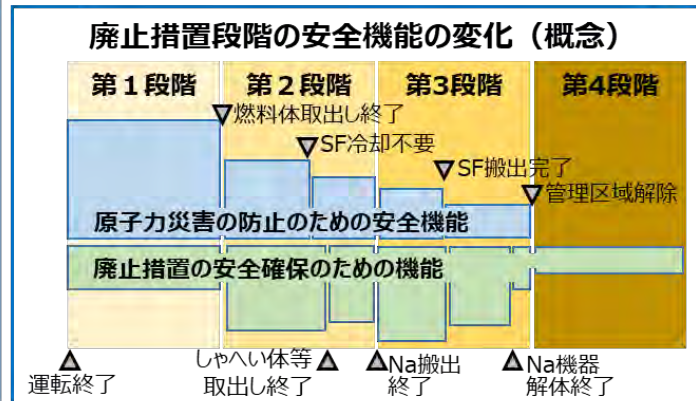 廃止措置段階の安全機能の変化（概念）
第１段階
第２段階
第3段階
第4段階
燃料体取出し終了
SF冷却不要
SF搬出完了
管理区域解除
原子力災害の防止のための安全機能
廃止措置の安全確保のための機能
運転終了
しゃへい体等
取出し終了
Na搬出
終了
Na機器
解体終了